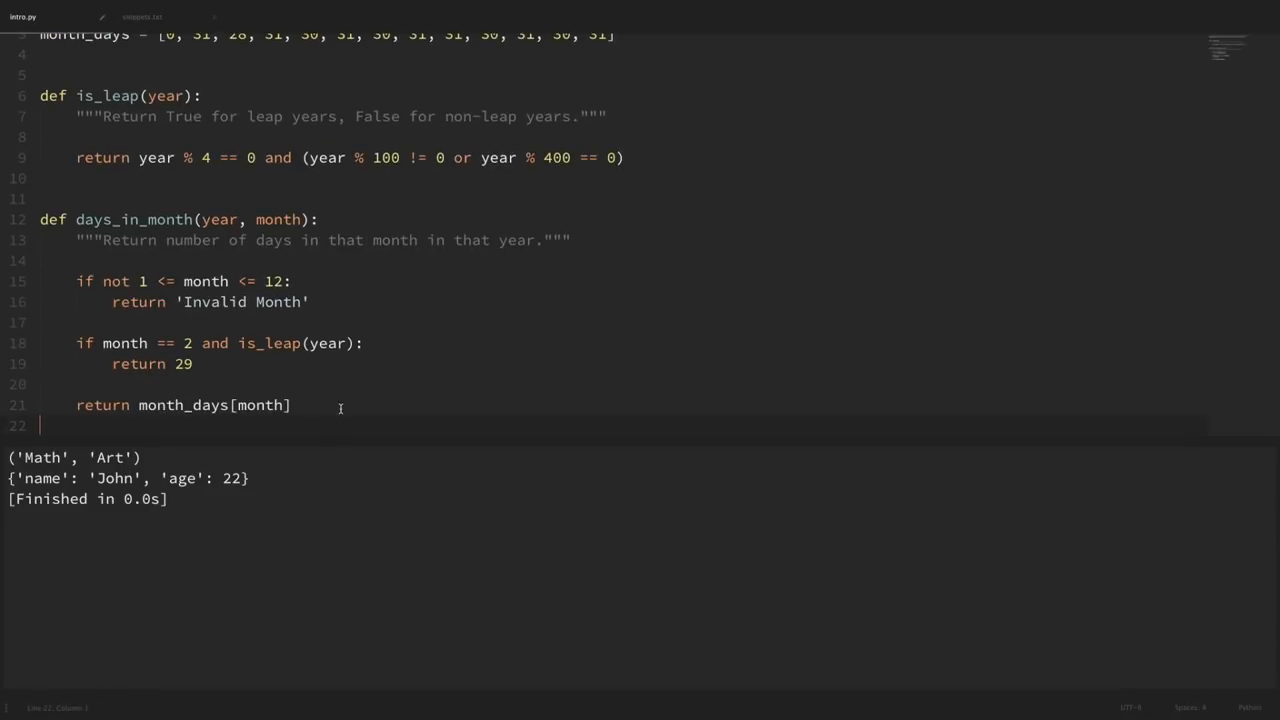 intro.py
snippets.txt
3 month_days = [0, 31, 28, 31, 30, 31, 30, 31, 31, 30, 31, 30, 31]
4
5
6 def is_leap(year):
7 """Return True for leap years, False for non-leap years."""
8
9 return year % 4 == 0 and (year % 100 != 0 or year % 400 == 0)
10
11
12 def days_in_month(year, month):
13 """Return number of days in that month in that year."""
14
15 if not 1 <= month <= 12:
16 return 'Invalid Month'
17
18 if month == 2 and is_leap(year):
19 return 29
20
21 return month_days[month]
22
('Math', 'Art')
{'name': 'John', 'age': 22}
[Finished in 0.0s]
Line 22, Column 1
UTF-8
Spaces: 4
Python